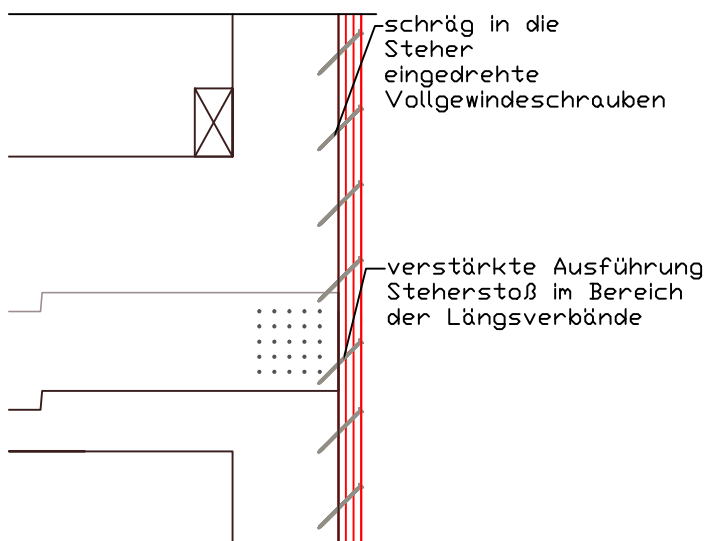 schräg in die
Steher
eingedrehte
Vollgewindeschrauben
verstärkte Ausführung
Steherstoß im Bereich
der Längsverbände